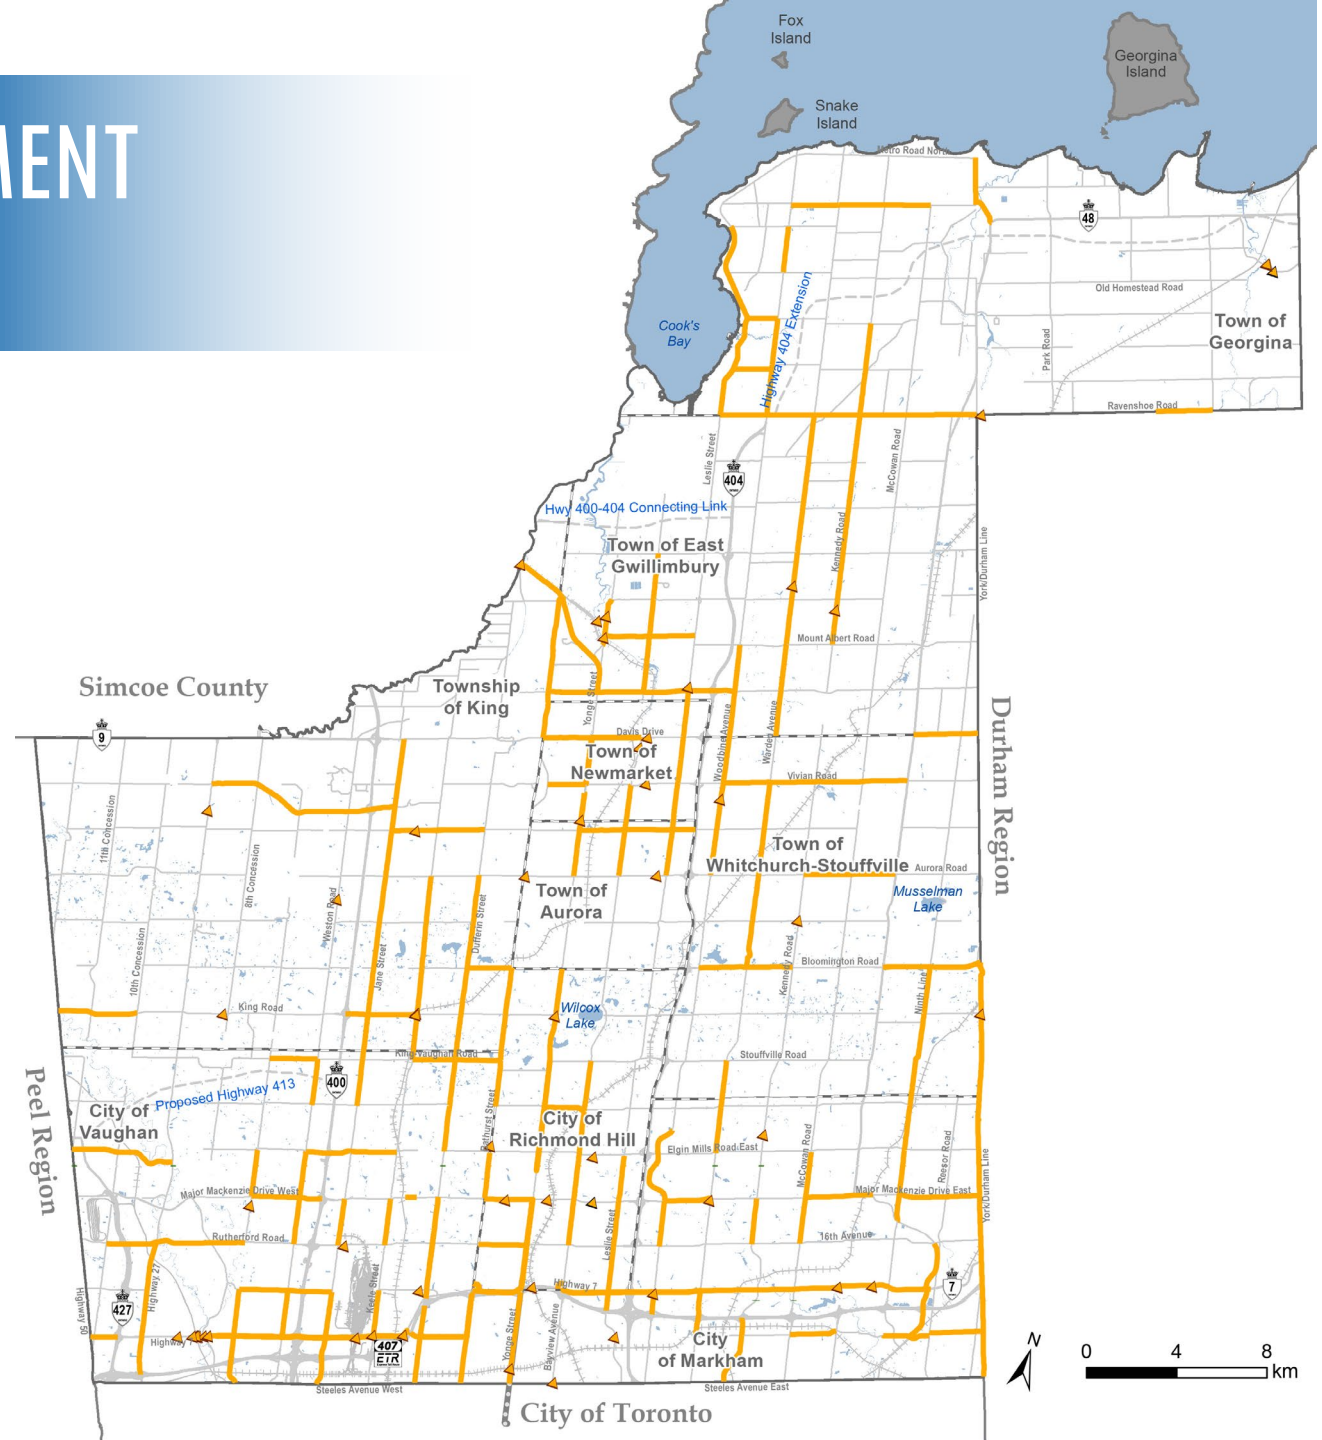 MENT
Fox
Island
Georgina
Island
Snake
Island
Metro Road North
48
Old Homestead Road
Cook's
Bay
Highway 404 Extension
Park Road
Town of
Georgina
Ravenshoe Road
Leslie Street
McCowan Road
404
Hwy 400-404 Connecting Link
Town of East
Gwillimbury
Kennedy Road
York/Durham Line
Mount Albert Road
Simcoe County
Township
of King
Yonge Street
Durham Region
9
Davis Drive
Town of
Newmarket
Woodbine Avenue
Warden Avenue
Vivian Road
11th Concession
8th Concession
Town of
Whitchurch-Stouffville
Aurora Road
Town of
Aurora
Musselman
Lake
Weston Road
Dufferin Street
10th Concession
Jane Street
Kennedy Road
Bloomington Road
Ninth Line
King Road
Wilcox
Lake
King Vaughan Road
Stouffville Road
400
Peel Region
Proposed Highway 413
City of
Vaughan
Bathurst Street
City of
Richmond Hill
Elgin Mills Road East
McCowan Road
Reesor Road
York/Durham Line
Major Mackenzie Drive West
Major Mackenzie Drive East
Leslie Street
Rutherford Road
16th Avenue
Highway 27
Keele Street
Highway 7
7
Highway 50
427
Highway 7
407
ETR
Yonge Street
Bayview Avenue
City
of Markham
Steeles Avenue West
Steeles Avenue East
City of Toronto
N
0 4 8
km